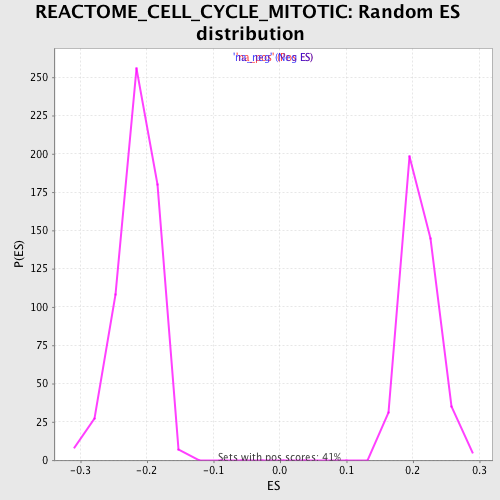 REACTOME_CELL_CYCLE_MITOTIC: Random ES
distribution
250
225
200
175
150
125
100
75
50
25
0
P(ES)
Sets with pos scores: 41%
-0.3 -0.2 -0.1 0.0 0.1 0.2 0.3
ES